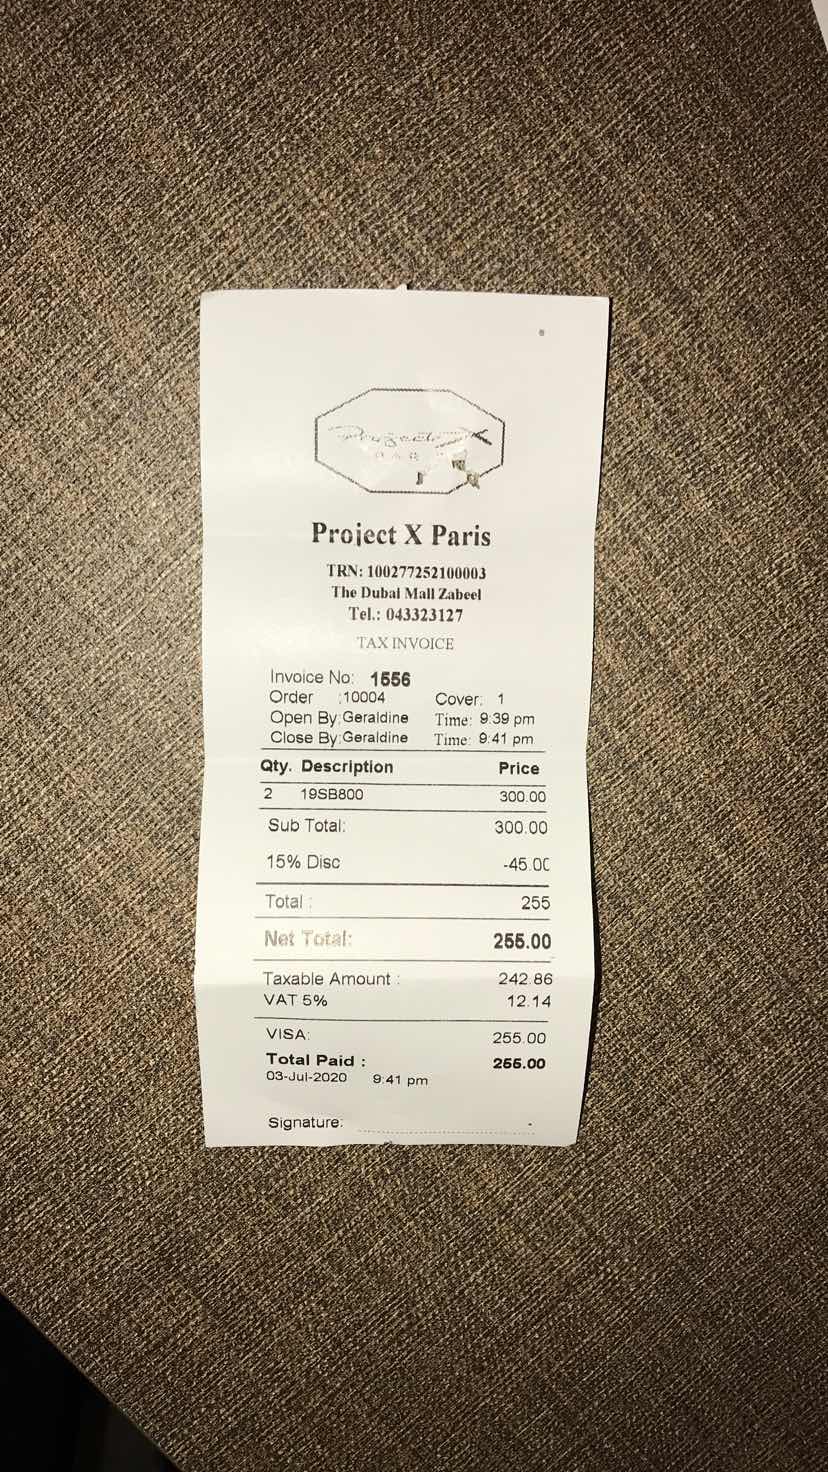 Project X
Project X Paris
TRN: 100277252100003
The Dubai Mall Zabeel
Tel.: 043323127
TAX INVOICE
Invoice No: 1556
Order :10004 Cover: 1
Open By:Geraldine Time: 9:39 pm
Close By:Geraldine Time: 9:41 pm
Qty. Description Price
2 19SB800 300.00
Sub Total: 300.00
15% Disc -45.00
Total : 255
Net Total: 255.00
Taxable Amount : 242.86
VAT 5% 12.14
VISA: 255.00
Total Paid : 255.00
03-Jul-2020 9:41 pm
Signature: